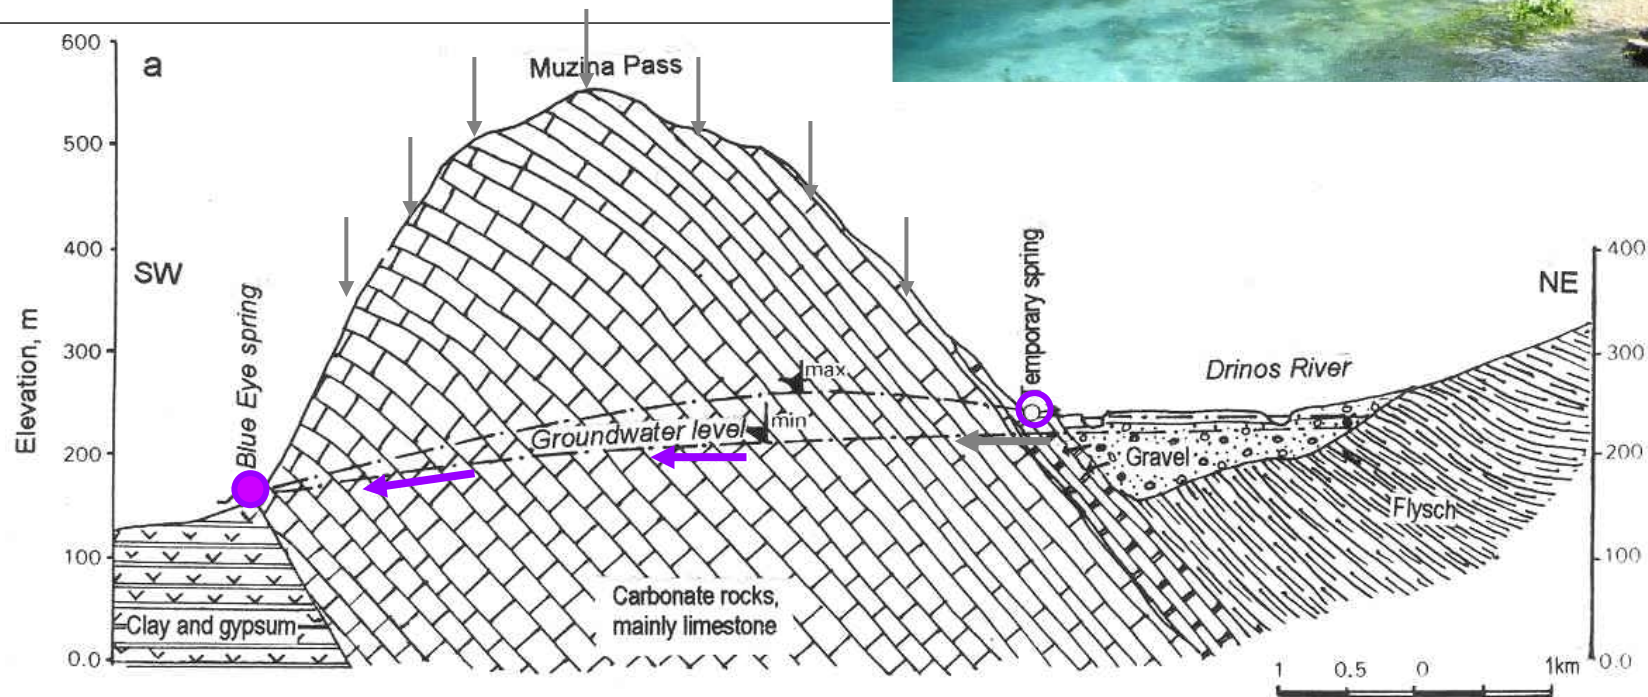 600
a
Muzina Pass
500
400
400
SW
NE
Blue Eye spring
emporary spring
Elevation, m
300
300
max
Drinos River
min
Groundwater level
200
200
Gravel
Flysch
100
100
Carbonate rocks,
mainly limestone
Clay and gypsum
0.0
0.0
1 0.5 0 1km